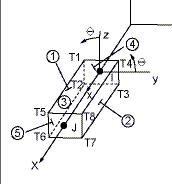 θ z
① ④
T1 I T4 θ
y
T2 x
T3
③
T5 T8
⑤ ②
T6 J
T7
X